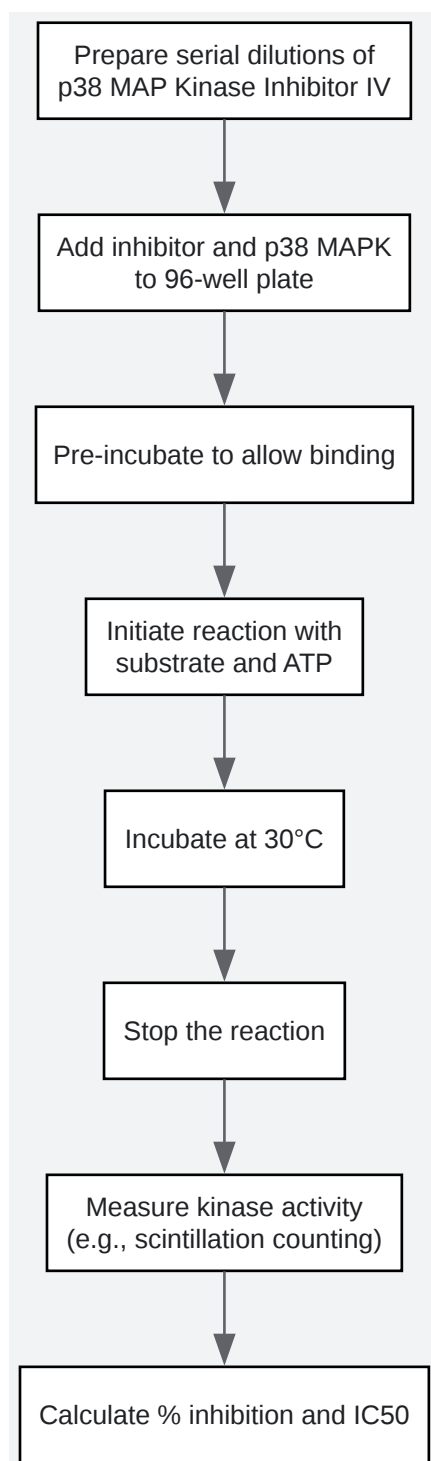 Prepare serial dilutions of
p38 MAP Kinase Inhibitor IV
Add inhibitor and p38 MAPK
to 96-well plate
Pre-incubate to allow binding
Initiate reaction with
substrate and ATP
Incubate at 30°C
Stop the reaction
Measure kinase activity
(e.g., scintillation counting)
Calculate % inhibition and IC50